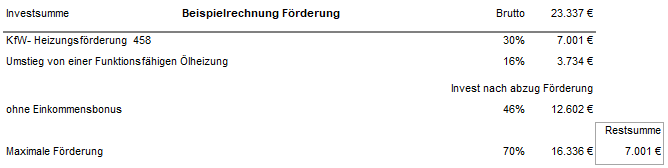 Investsumme Beispielrechnung Förderung Brutto 23.337 €
KfW- Heizungsförderung 458 30% 7.001 €
Umstieg von einer Funktionsfähigen Ölheizung 16% 3.734 €
Invest nach abzug Förderung
ohne Einkommensbonus 46% 12.602 €
Restsumme
Maximale Förderung 70% 16.336 € 7.001 €